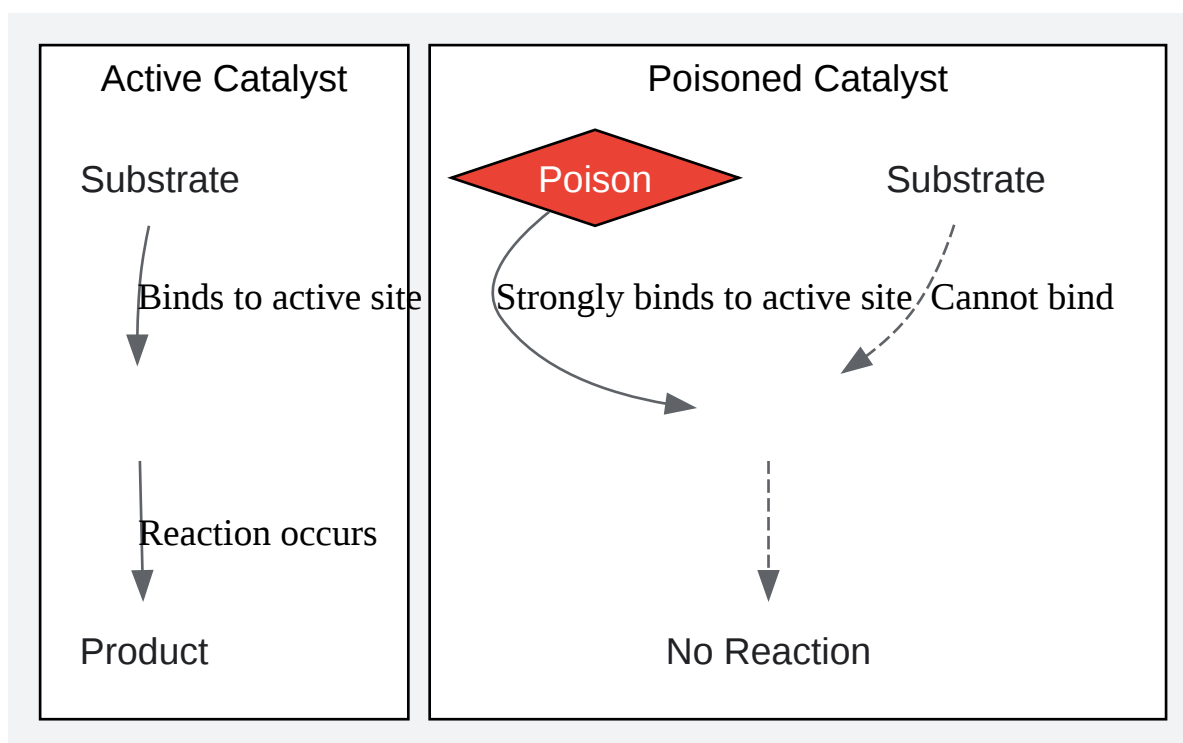 Active Catalyst
Substrate
Binds to active site
Reaction occurs
Product
Poisoned Catalyst
Poison
Substrate
Strongly binds to active site
Cannot bind
No Reaction